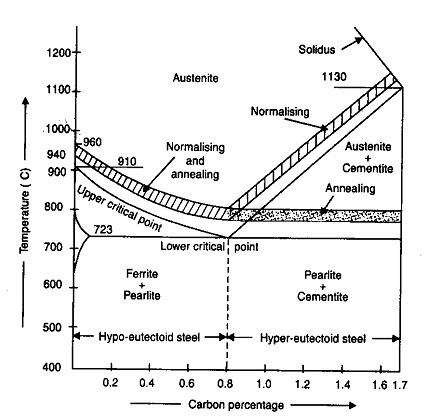 Solidus
1200
1130
1100
Austenite
Normalising
1000
960
940
910
900
Normalising
and
annealing
Austenite
+
Cementite
Annealing
Upper critical point
800
723
700
Lower critical point
Ferrite
+
Pearlite
Pearlite
+
Cementite
600
500
Hypo-eutectoid steel
Hyper-eutectoid steel
400
Temperature ( C)
0.2 0.4 0.6 0.8 1.0 1.2 1.4 1.6 1.7
Carbon percentage